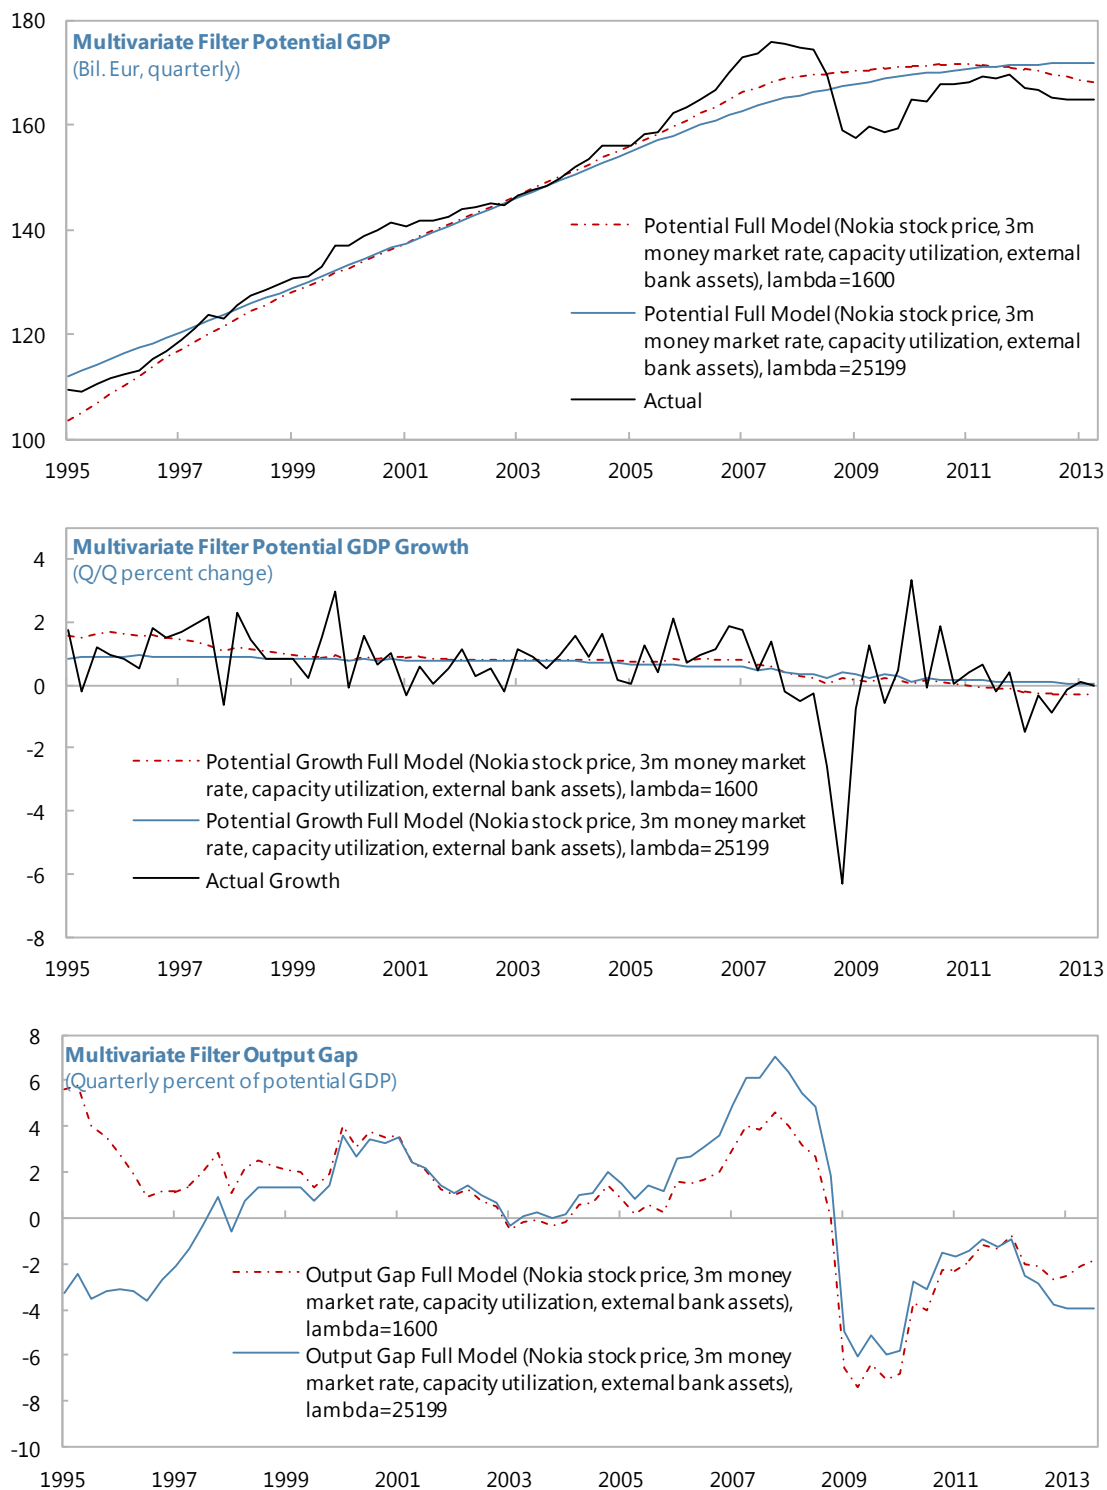 180
Multivariate Filter Potential GDP
(Bil. Eur, quarterly)
160
140
Potential Full Model (Nokia stock price, 3m
money market rate, capacity utilization, external
bank assets), lambda=1600
120
Potential Full Model (Nokia stock price, 3m
money market rate, capacity utilization, external
bank assets), lambda=25199
Actual
100
1995 1997 1999 2001 2003 2005 2007 2009 2011 2013
Multivariate Filter Potential GDP Growth
4
(Q/Q percent change)
2
0
-2
Potential Growth Full Model (Nokia stock price, 3m money market
rate, capacity utilization, external bank assets), lambda=1600
-4
Potential Growth Full Model (Nokia stock price, 3m money market
rate, capacity utilization, external bank assets), lambda=25199
-6
Actual Growth
-8
1995 1997 1999 2001 2003 2005 2007 2009 2011 2013
8
Multivariate Filter Output Gap
6
(Quarterly percent of potential GDP)
4
2
0
-2
Output Gap Full Model (Nokia stock price, 3m money
market rate, capacity utilization, external bank assets),
lambda=1600
-4
-6
Output Gap Full Model (Nokia stock price, 3m money
market rate, capacity utilization, external bank assets),
lambda=25199
-8
-10
1995 1997 1999 2001 2003 2005 2007 2009 2011 2013